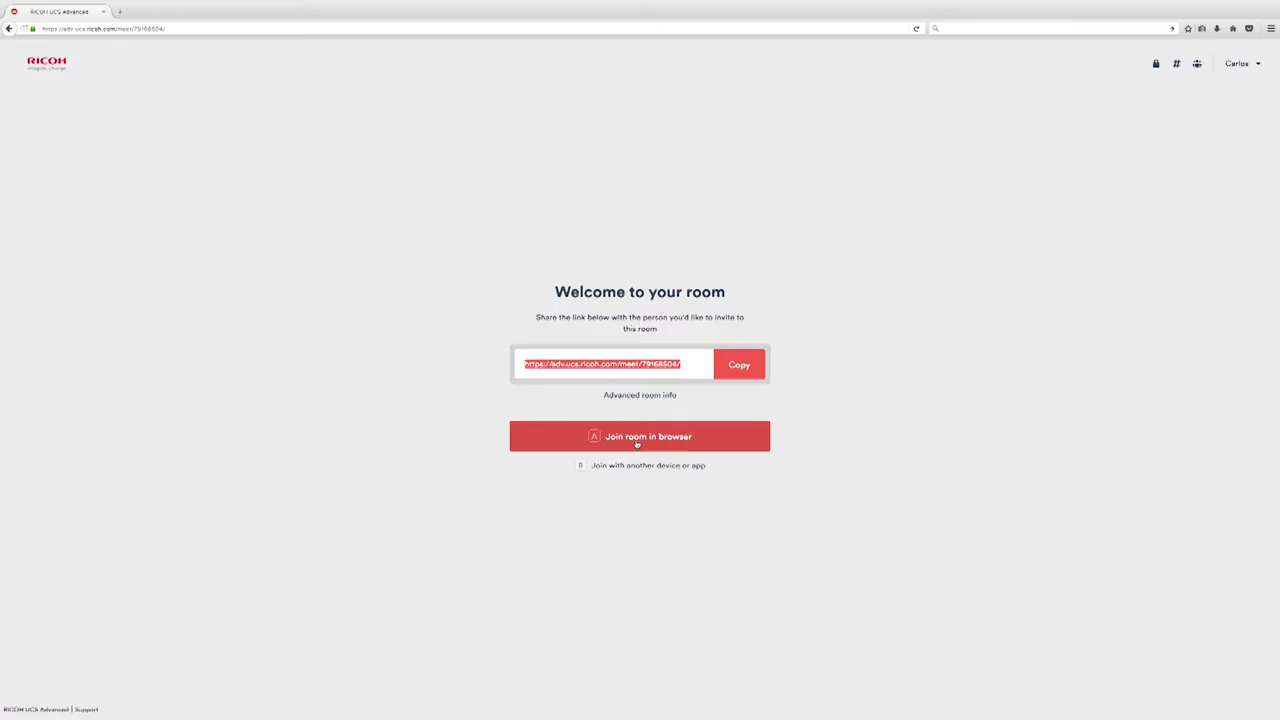 RICOH UCS Advanced
https://adv.ucs.ricoh.com/meet/79168504/
RICOH
imagine. change.
Carlos
Welcome to your room
Share the link below with the person you'd like to invite to
this room
https://adv.ucs.ricoh.com/meet/79168504/
Copy
Advanced room info
A Join room in browser
B Join with another device or app
RICOH UCS Advanced | Support